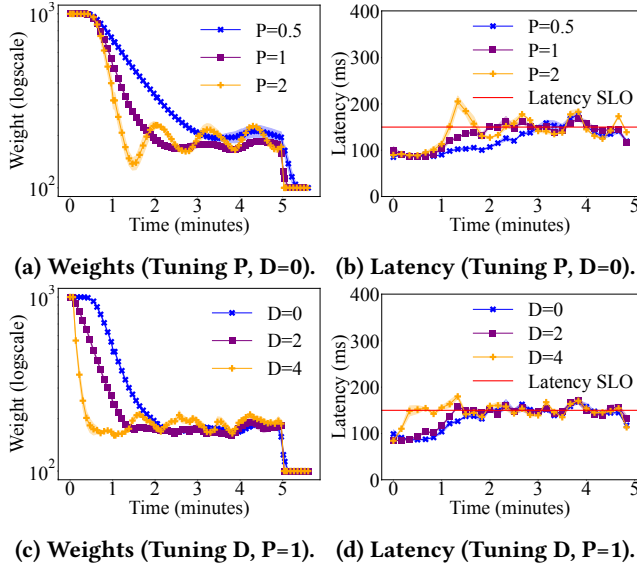 10³
10²
Weight (logscale)
P=0.5
P=1
P=2
0 1 2 3 4 5
Time (minutes)
400
300
200
100
0
Latency (ms)
P=0.5
P=1
P=2
Latency SLO
0 1 2 3 4 5
Time (minutes)
(a) Weights (Tuning P, D=0).
(b) Latency (Tuning P, D=0).
10³
10²
Weight (logscale)
D=0
D=2
D=4
0 1 2 3 4 5
Time (minutes)
400
300
200
100
0
Latency (ms)
D=0
D=2
D=4
Latency SLO
0 1 2 3 4 5
Time (minutes)
(c) Weights (Tuning D, P=1).
(d) Latency (Tuning D, P=1).